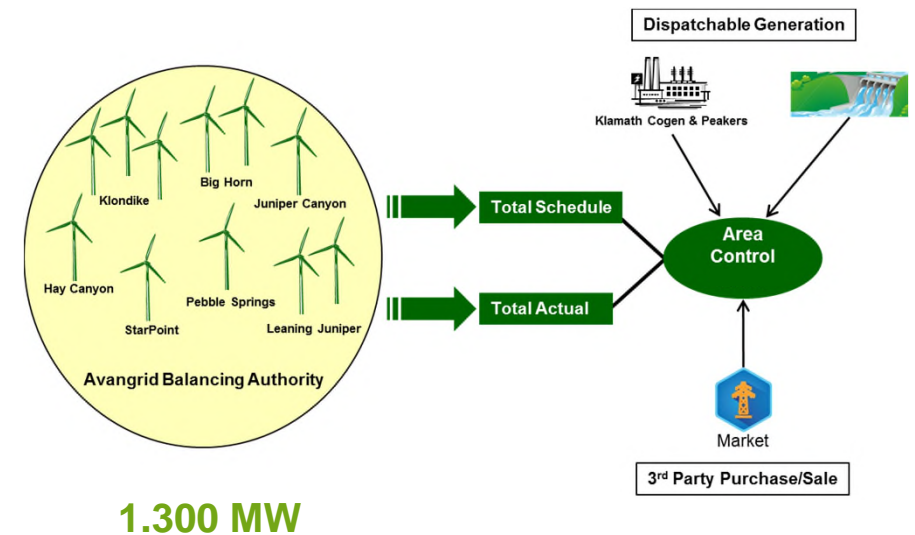 Dispatchable Generation
Klamath Cogen & Peakers
Klondike
Big Horn
Juniper Canyon
Hay Canyon
StarPoint
Pebble Springs
Leaning Juniper
Avangrid Balancing Authority
Total Schedule
Total Actual
Area
Control
Market
3rd Party Purchase/Sale
1.300 MW